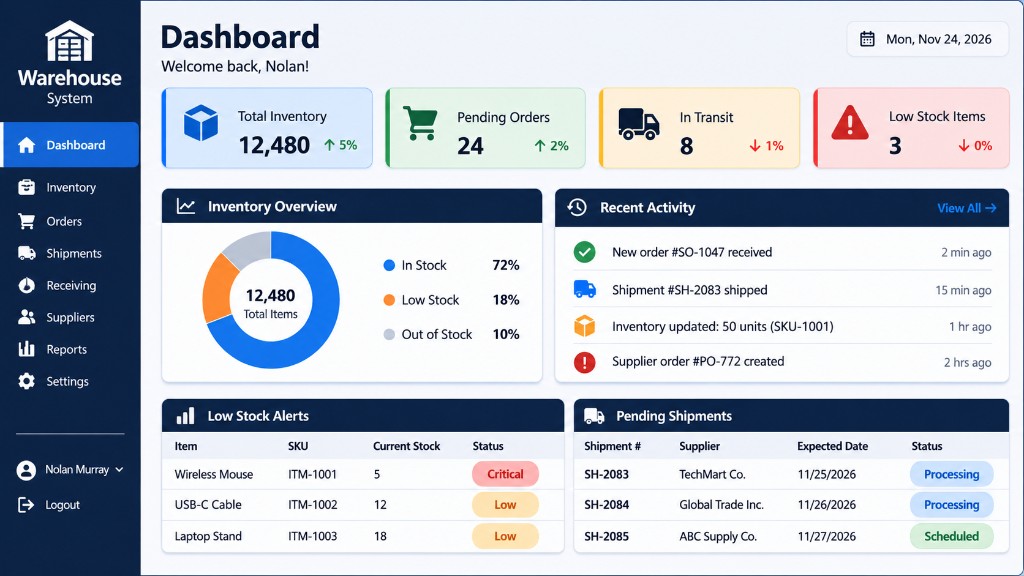 Warehouse
System
Dashboard
Inventory
Orders
Shipments
Receiving
Suppliers
Reports
Settings
Nolan Murray
Logout
Dashboard
Welcome back, Nolan!
Mon, Nov 24, 2026
Total Inventory
12,480 ↑ 5%
Pending Orders
24 ↑ 2%
In Transit
8 ↓ 1%
Low Stock Items
3 ↓ 0%
Inventory Overview
12,480
Total Items
In Stock 72%
Low Stock 18%
Out of Stock 10%
Recent Activity View All →
New order #SO-1047 received 2 min ago
Shipment #SH-2083 shipped 15 min ago
Inventory updated: 50 units (SKU-1001) 1 hr ago
Supplier order #PO-772 created 2 hrs ago
Low Stock Alerts
Item SKU Current Stock Status
Wireless Mouse ITM-1001 5 Critical
USB-C Cable ITM-1002 12 Low
Laptop Stand ITM-1003 18 Low
Pending Shipments
Shipment # Supplier Expected Date Status
SH-2083 TechMart Co. 11/25/2026 Processing
SH-2084 Global Trade Inc. 11/26/2026 Processing
SH-2085 ABC Supply Co. 11/27/2026 Scheduled